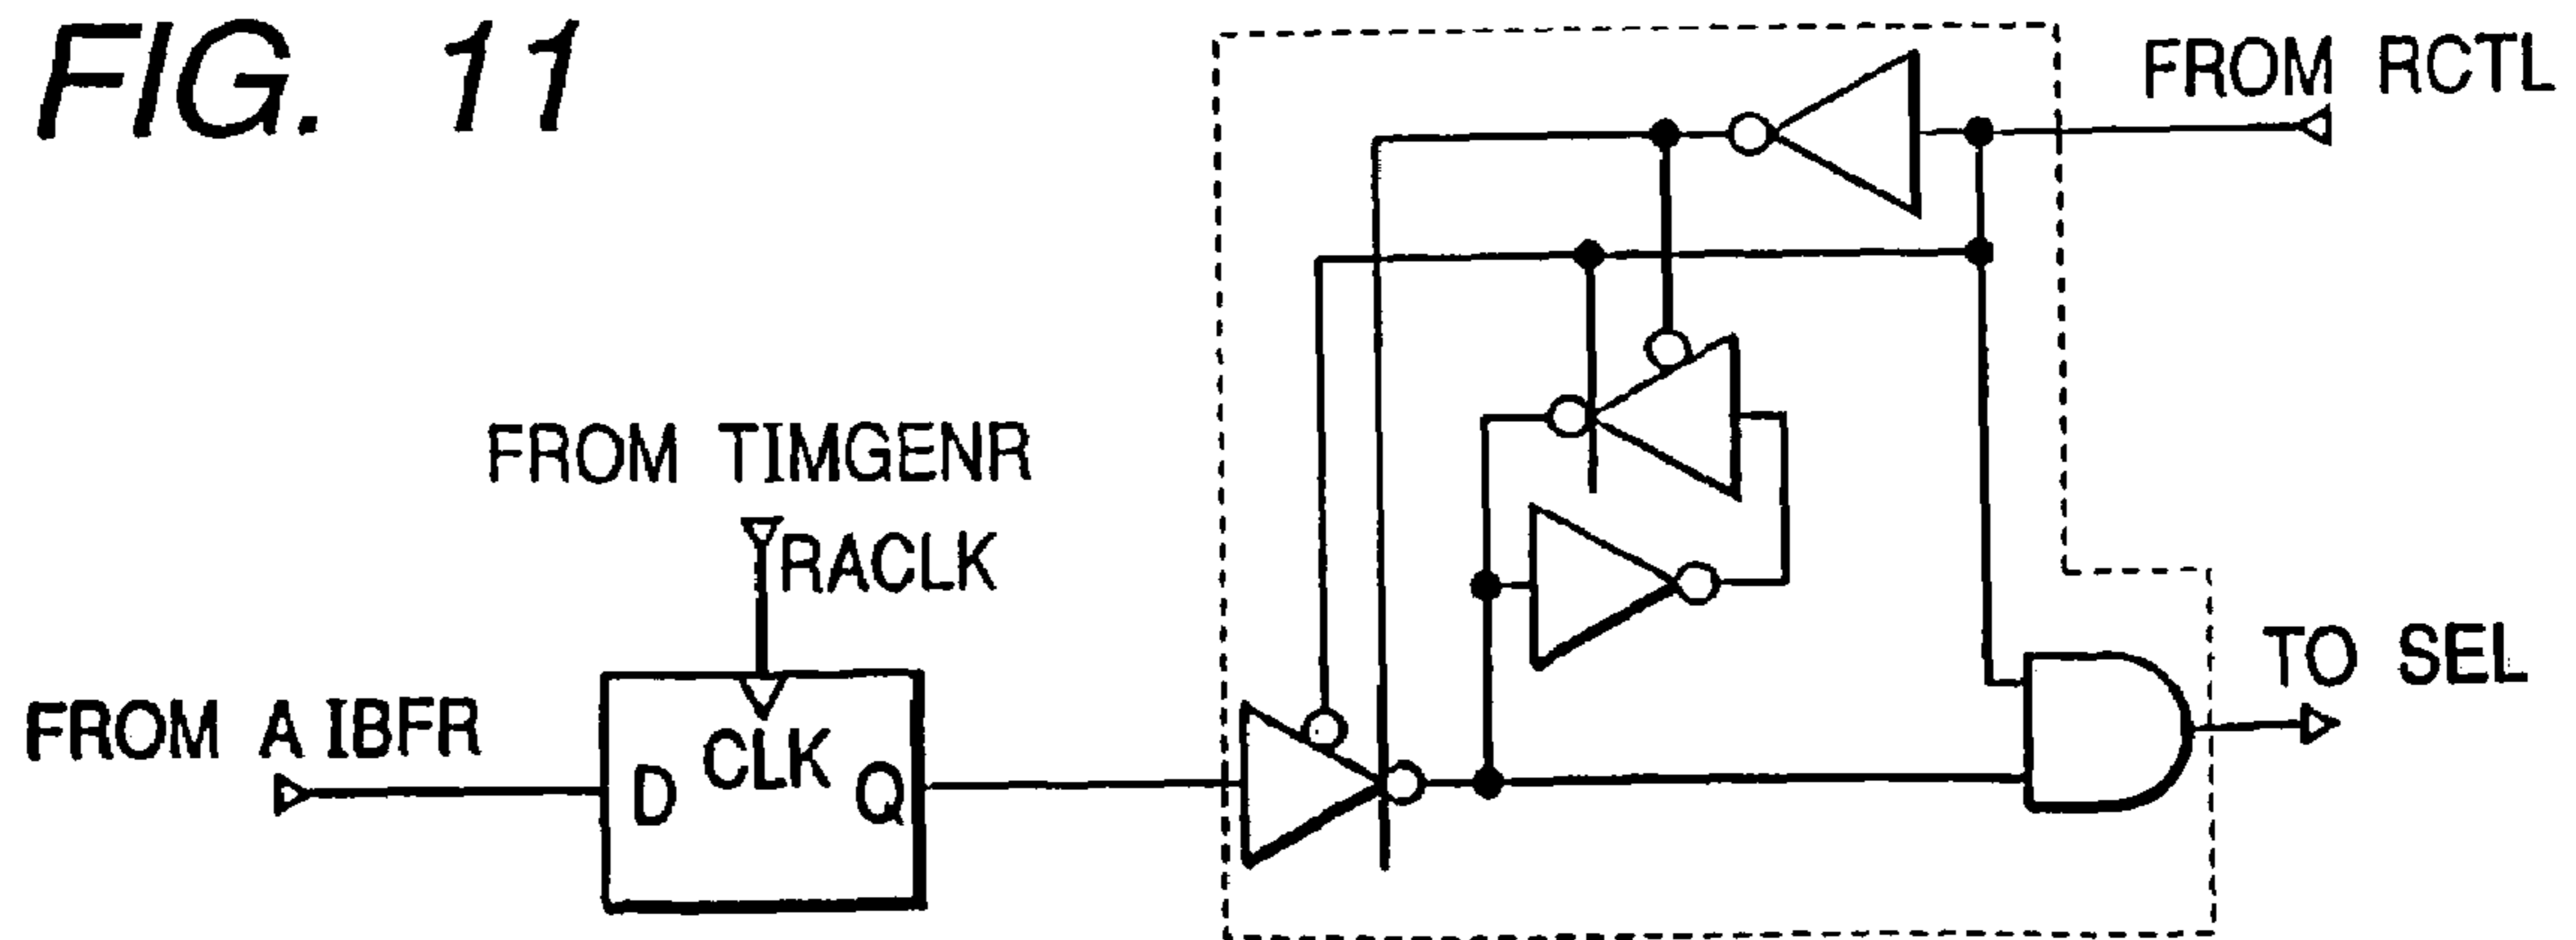 FIG. 11
FROM RCTL
FROM TIMGENR
RACLK
FROM A IBFR
D CLK Q
TO SEL